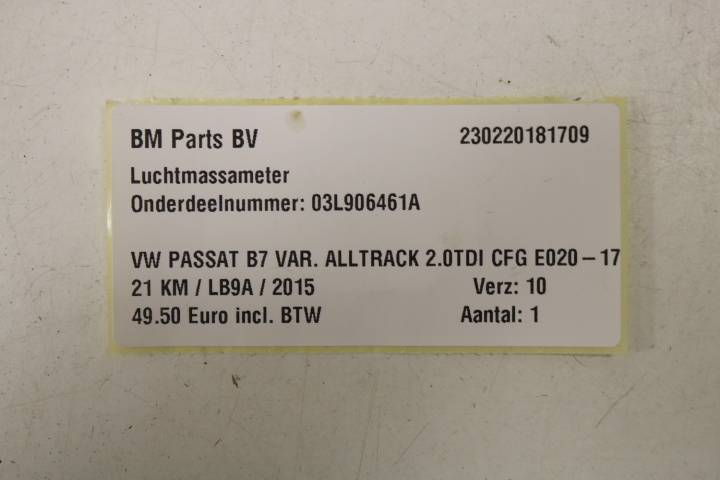 BM Parts BV 230220181709
Luchtmassameter
Onderdeelnummer: 03L906461A
VW PASSAT B7 VAR. ALLTRACK 2.0TDI CFG E020 – 17
21 KM / LB9A / 2015 Verz: 10
49.50 Euro incl. BTW Aantal: 1